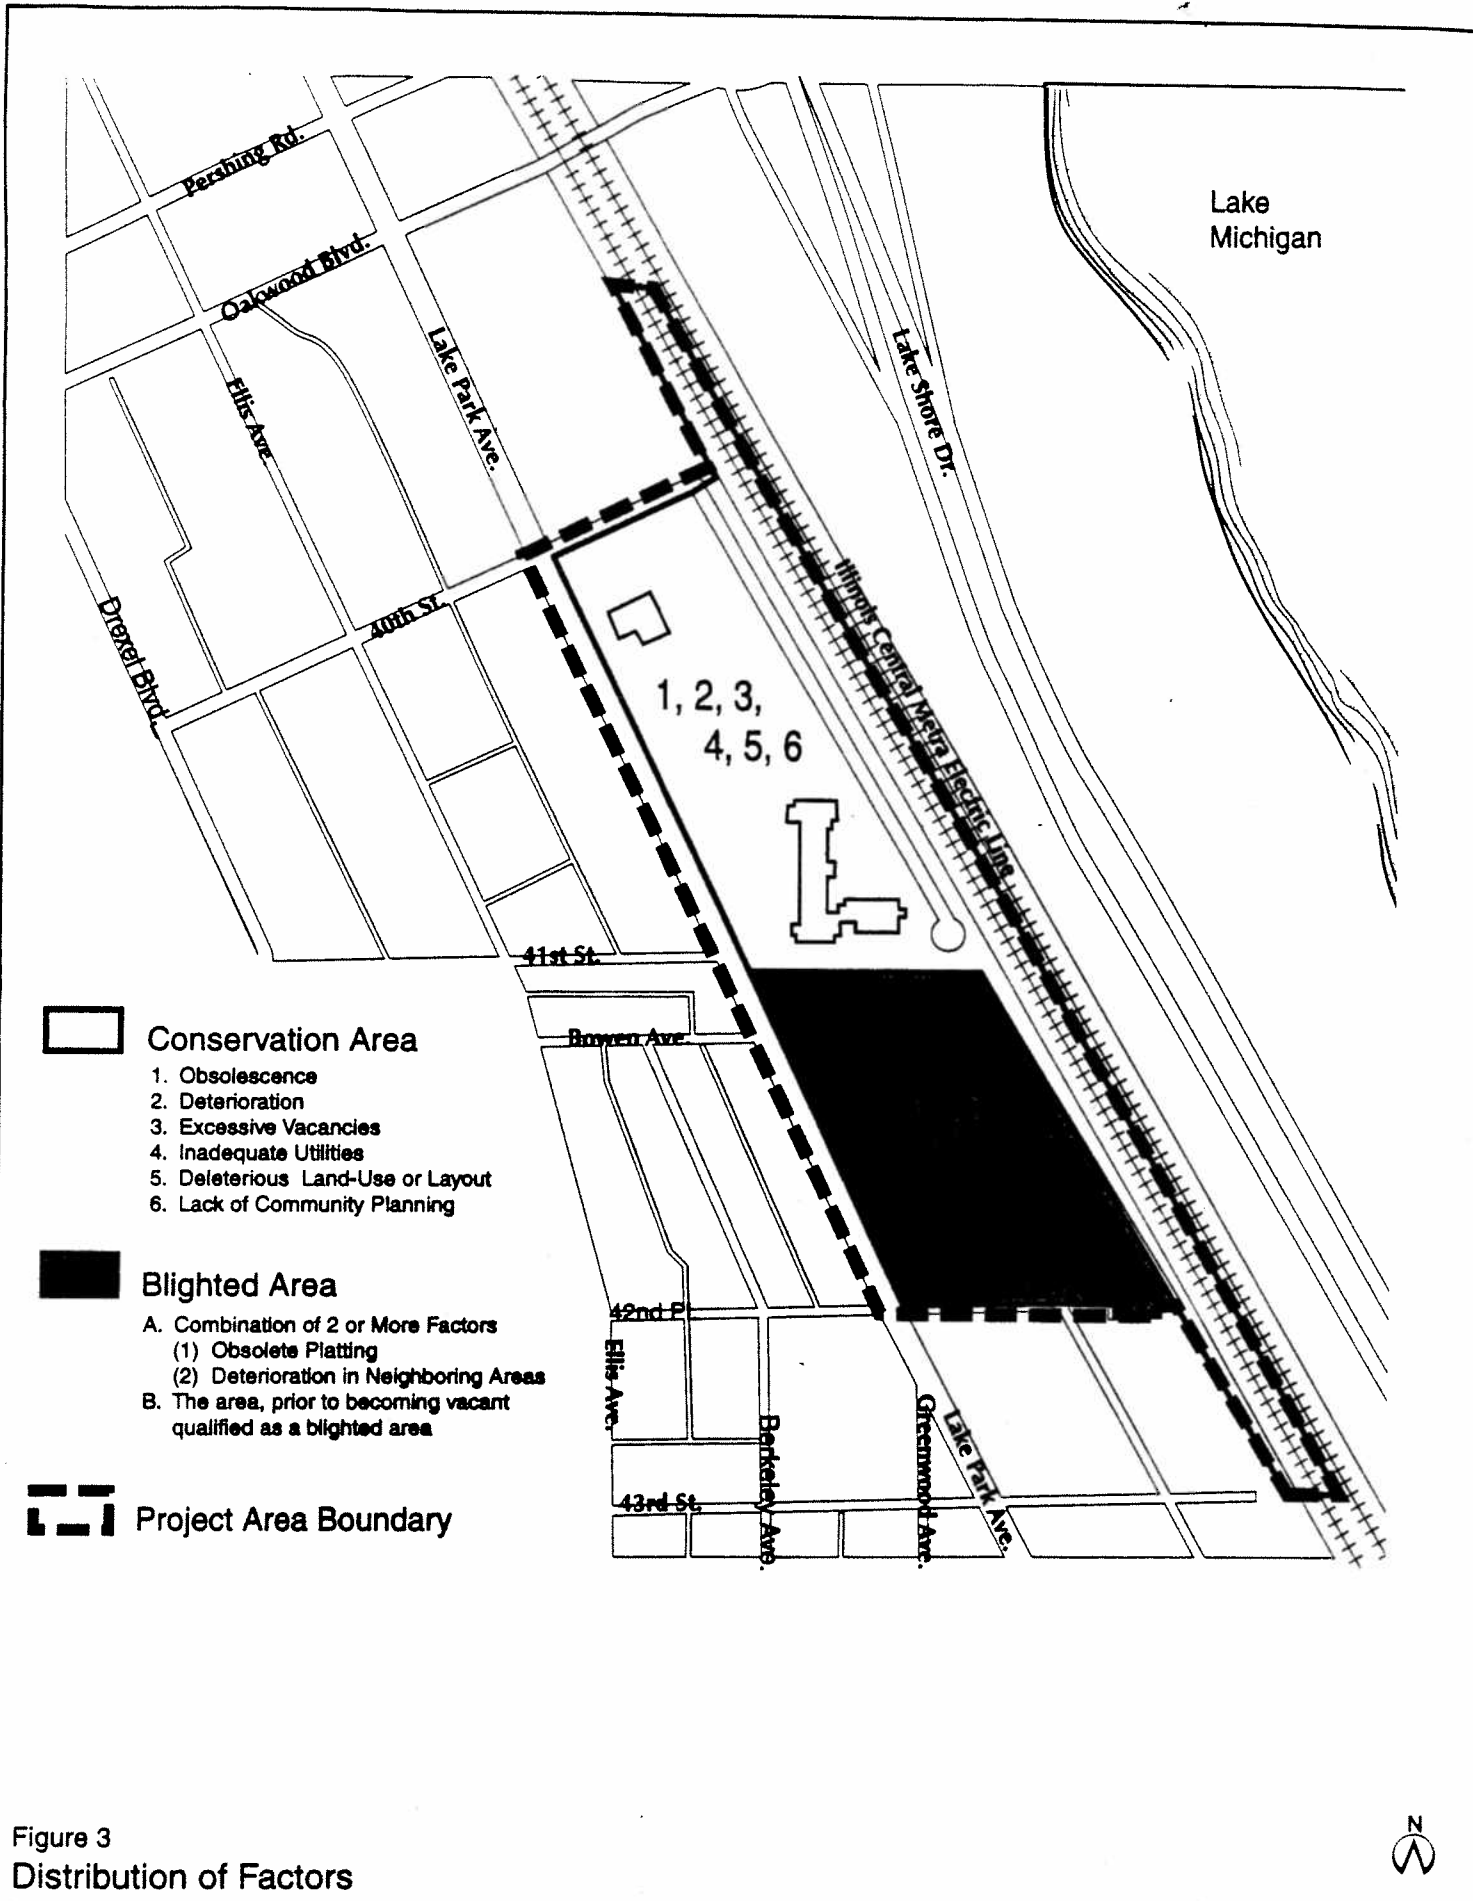 Pershing Rd.
Oakwood Blvd.
Lake
Michigan
Ellis Ave.
Lake Park Ave.
Lake Shore Dr.
Drexel Blvd.
40th St.
Illinois Central Metra Electric Line
1, 2, 3,
4, 5, 6
41st St.
Bowen Ave.
Conservation Area
1. Obsolescence
2. Deterioration
3. Excessive Vacancies
4. Inadequate Utilities
5. Deleterious Land-Use or Layout
6. Lack of Community Planning
Blighted Area
A. Combination of 2 or More Factors
(1) Obsolete Platting
(2) Deterioration in Neighboring Areas
B. The area, prior to becoming vacant
qualified as a blighted area
Project Area Boundary
42nd Pl
Ellis Ave.
Berkeley Ave.
Greenwood Ave.
Lake Park Ave.
43rd St.
Figure 3
Distribution of Factors
N